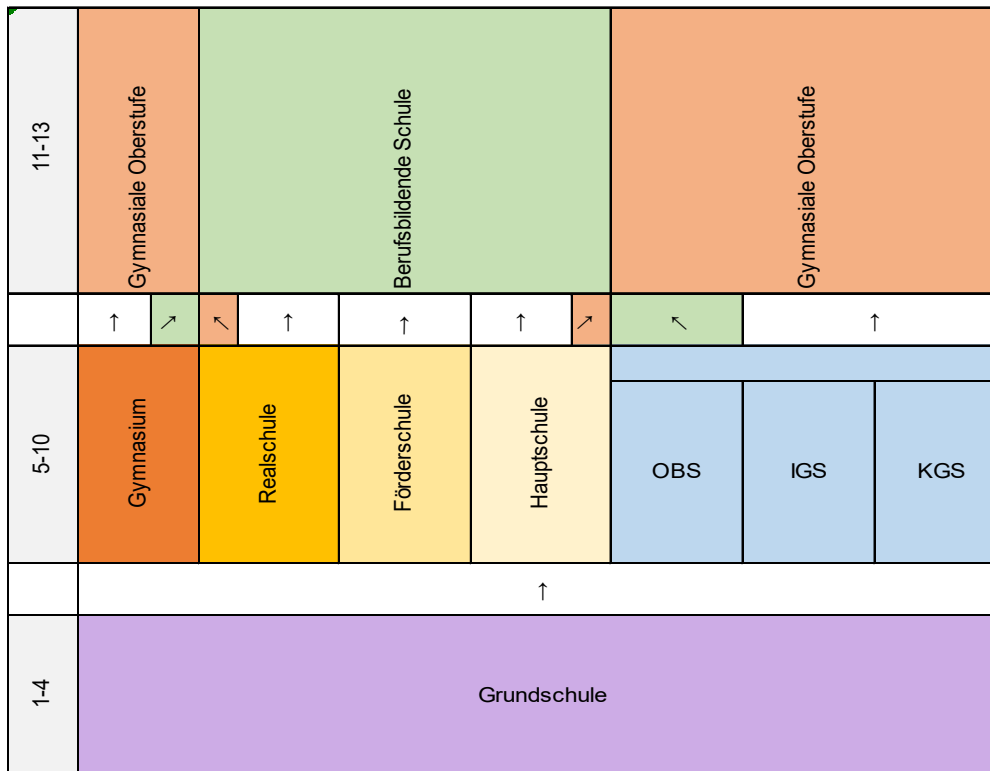 11-13
Gymnasiale Oberstufe
Berufsbildende Schule
Gymnasiale Oberstufe
↑ ↗ ↖ ↑ ↑ ↑ ↗ ↖ ↑
5-10
Gymnasium
Realschule
Förderschule
Hauptschule
OBS
IGS
KGS
↑
1-4
Grundschule